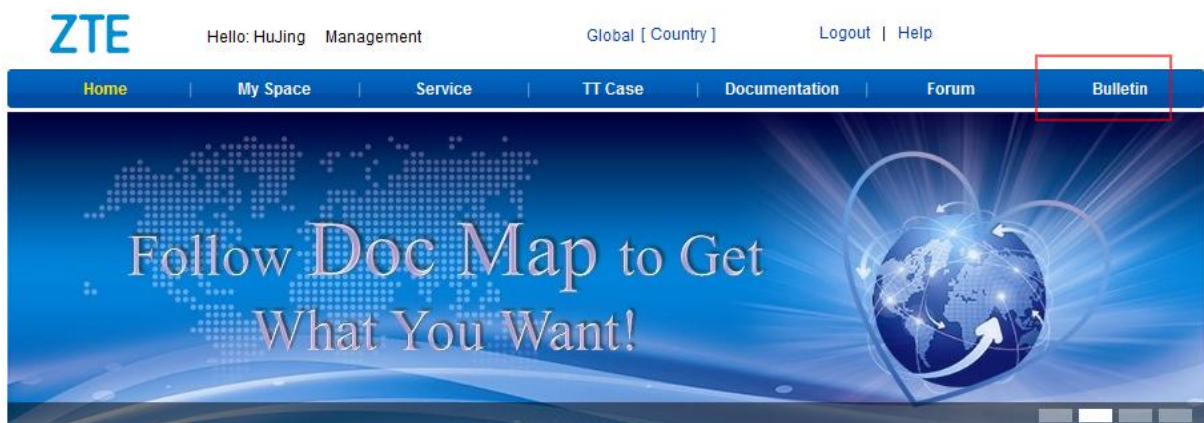 ZTE Hello: HuJing Management Global [ Country ] Logout | Help
Home | My Space | Service | TT Case | Documentation | Forum Bulletin
Follow Doc Map to Get
What You Want!